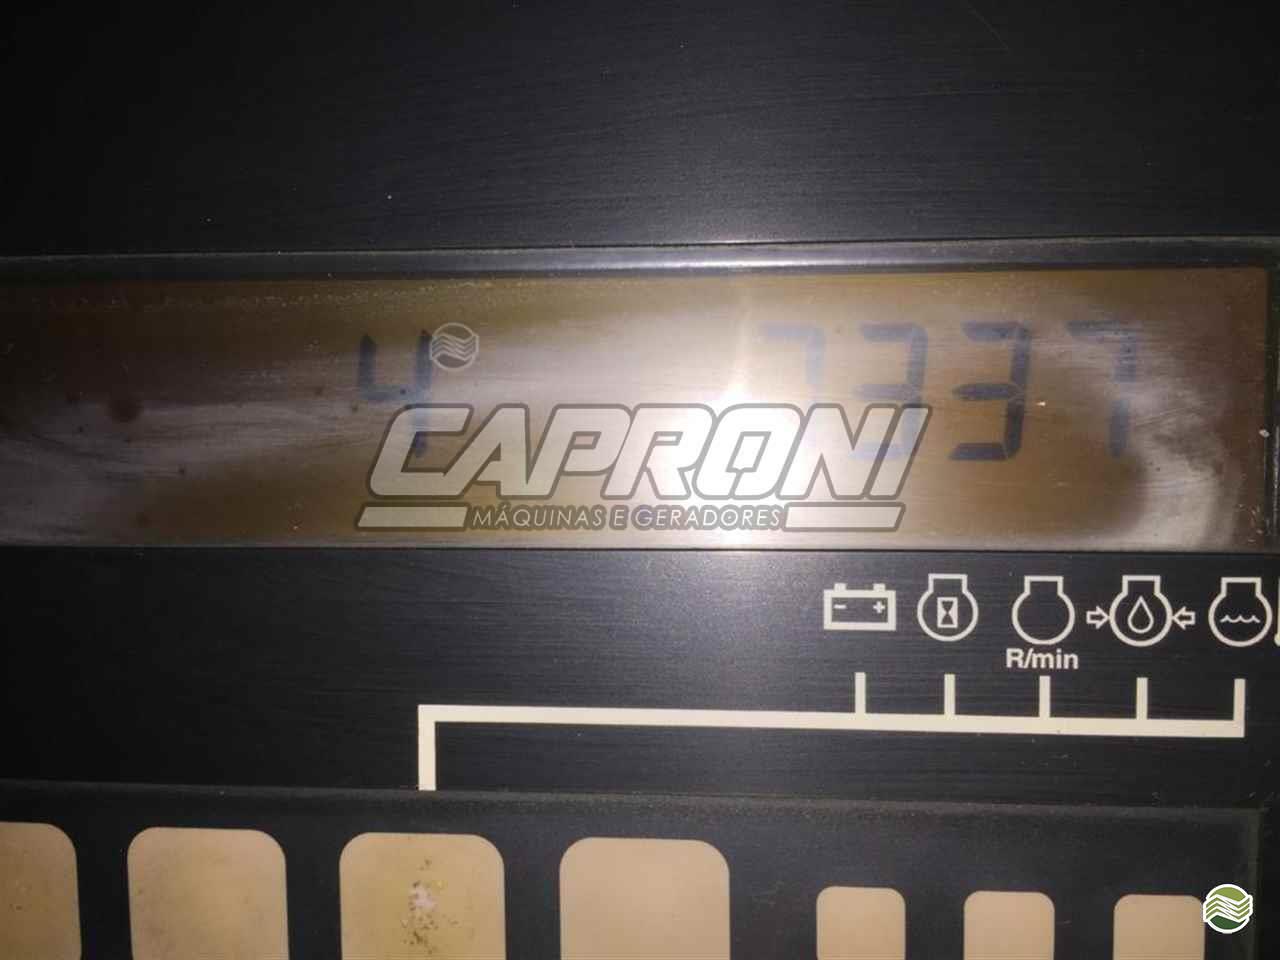 4 7337
CAPRONI
MÁQUINAS E GERADORES
- +
R/min